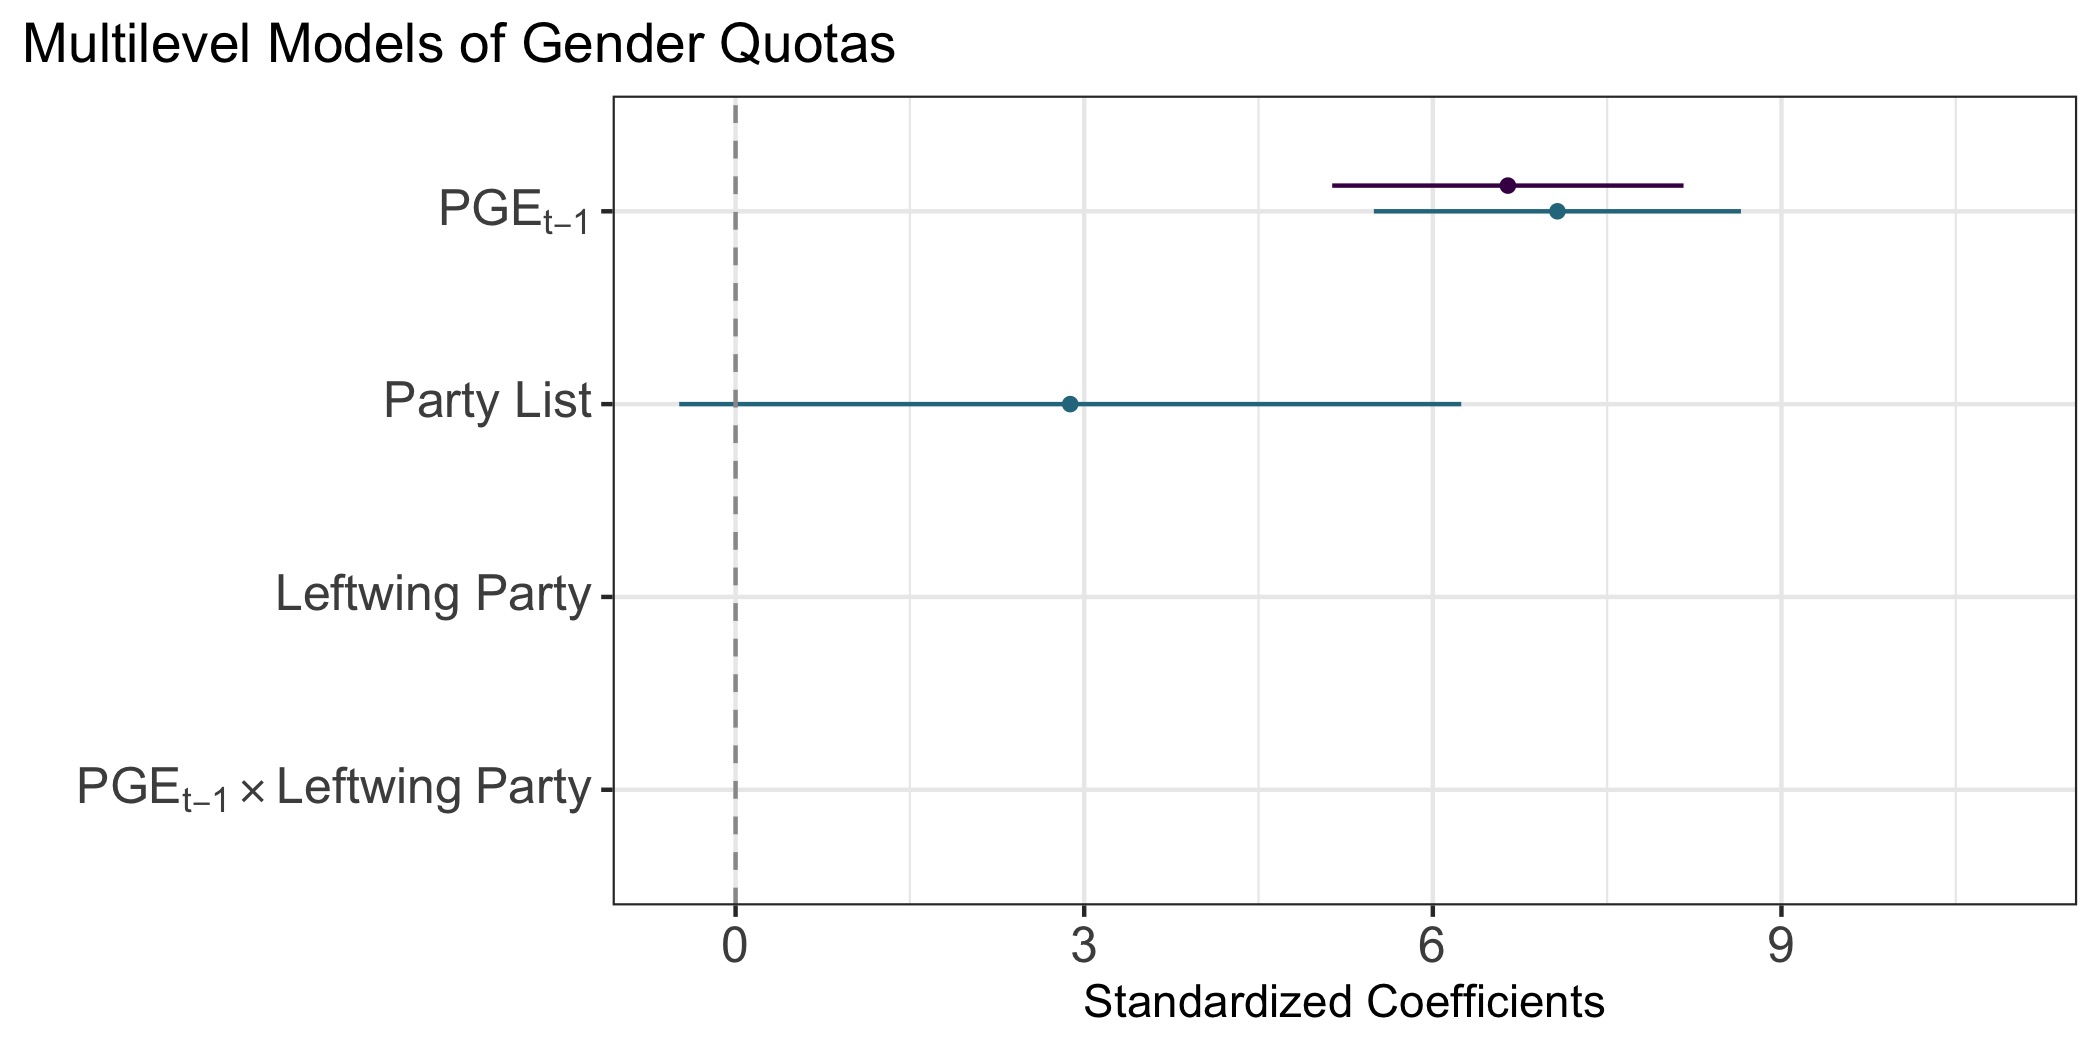 Multilevel Models of Gender Quotas
PGEt−1
Party List
Leftwing Party
PGEt−1 × Leftwing Party
0 3 6 9
Standardized Coefficients